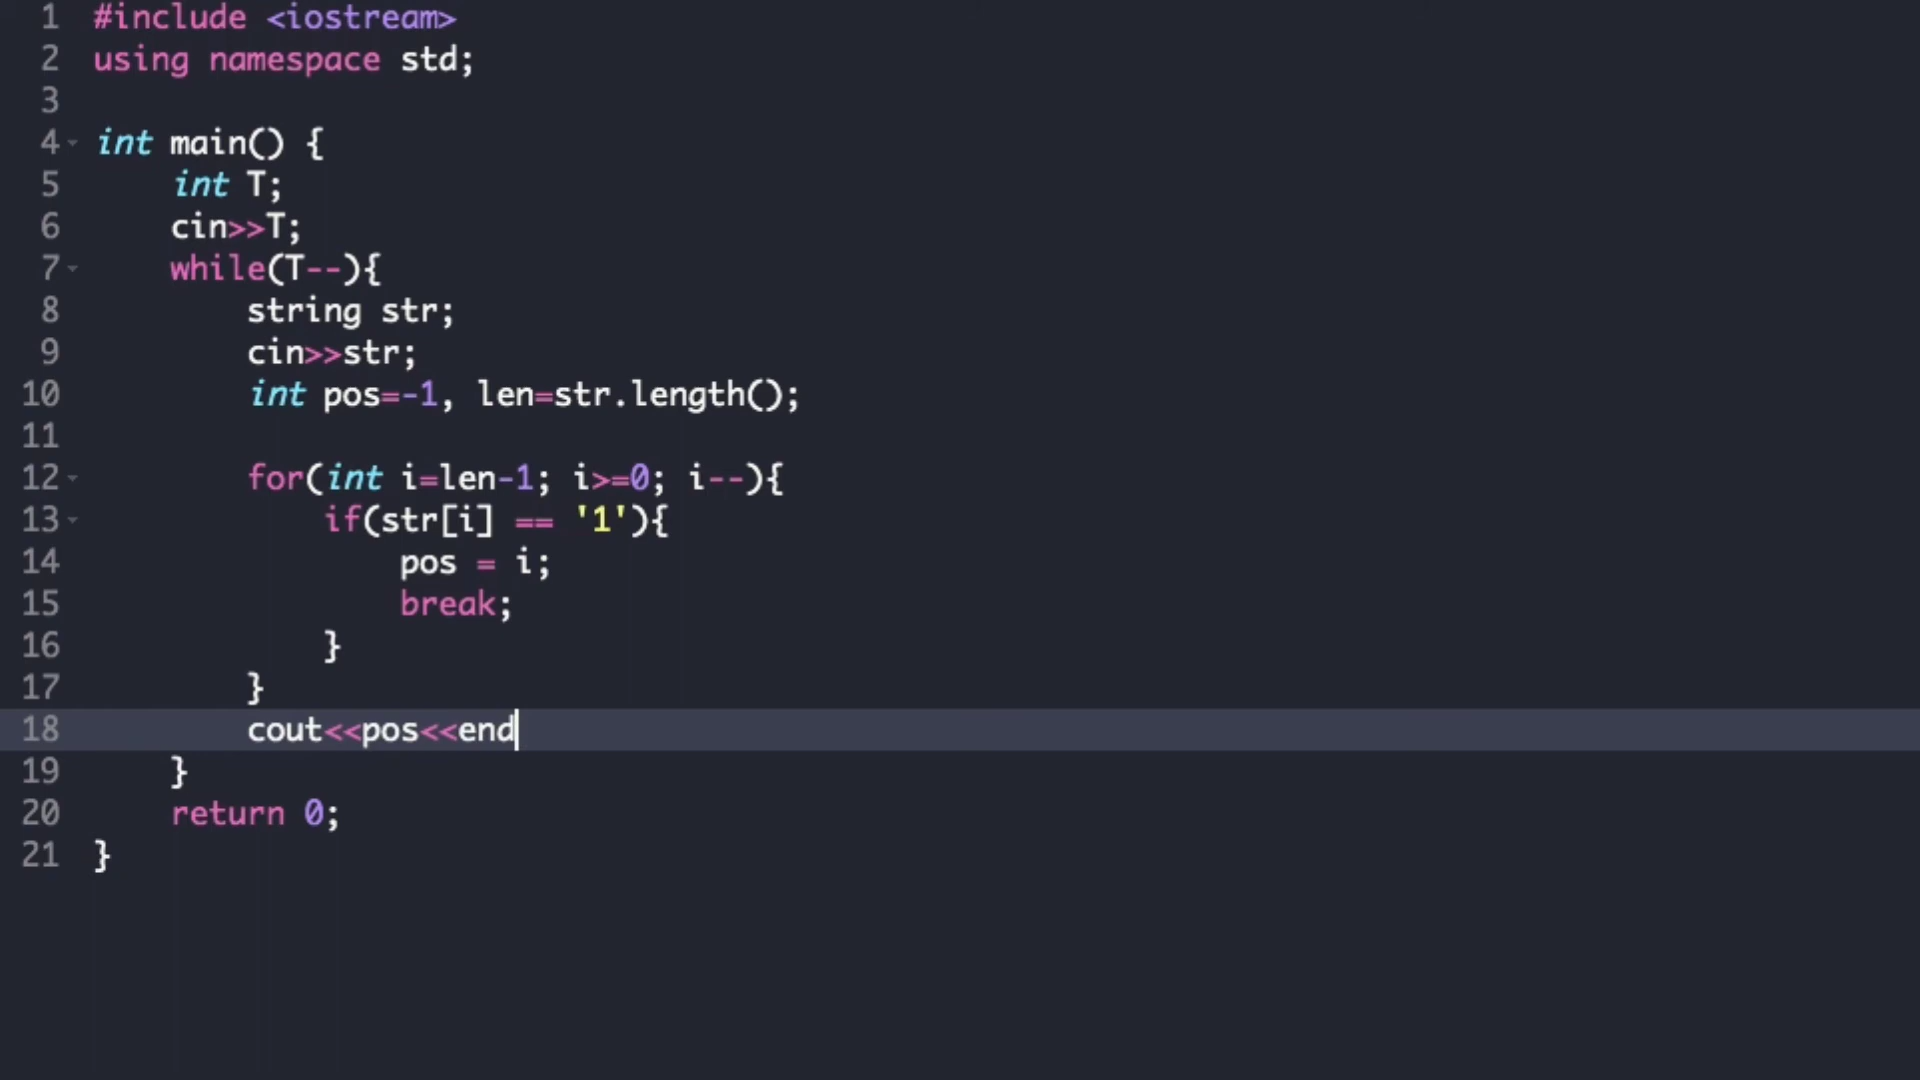 1 #include <iostream>
2 using namespace std;
3
4 int main() {
5     int T;
6     cin>>T;
7     while(T--){
8         string str;
9         cin>>str;
10         int pos=-1, len=str.length();
11
12         for(int i=len-1; i>=0; i--){
13             if(str[i] == '1'){
14                 pos = i;
15                 break;
16             }
17         }
18         cout<<pos<<end
19     }
20     return 0;
21 }